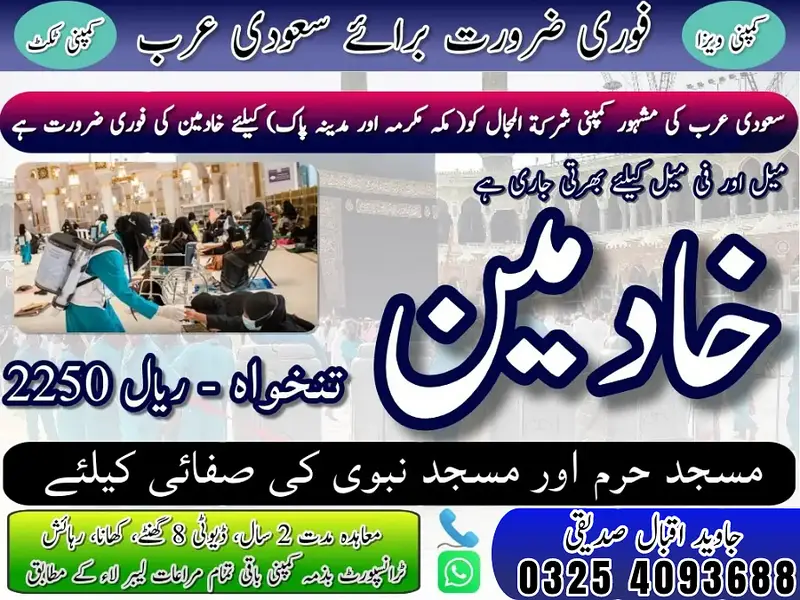 کمپنی ویزا
فوری ضرورت برائے سعودی عرب
کمپنی ٹکٹ
سعودی عرب کی مشہور کمپنی شرکۃ المجال کو( مکہ مکرمہ اور مدینہ پاک) کیلئے خادمین کی فوری ضرورت ہے
میل اور فی میل کیلئے بھرتی جاری ہے
خادمین
تنخواہ - ریال 2250
مسجد حرم اور مسجد نبوی کی صفائی کیلئے
معاہدہ مدت 2 سال، ڈیوٹی 8 گھنٹے، کھانا، رہائش
ٹرانسپورٹ بذمہ کمپنی باقی تمام مراعات لیبر لاء کے مطابق
جاوید اقبال صدیقی
0325 4093688